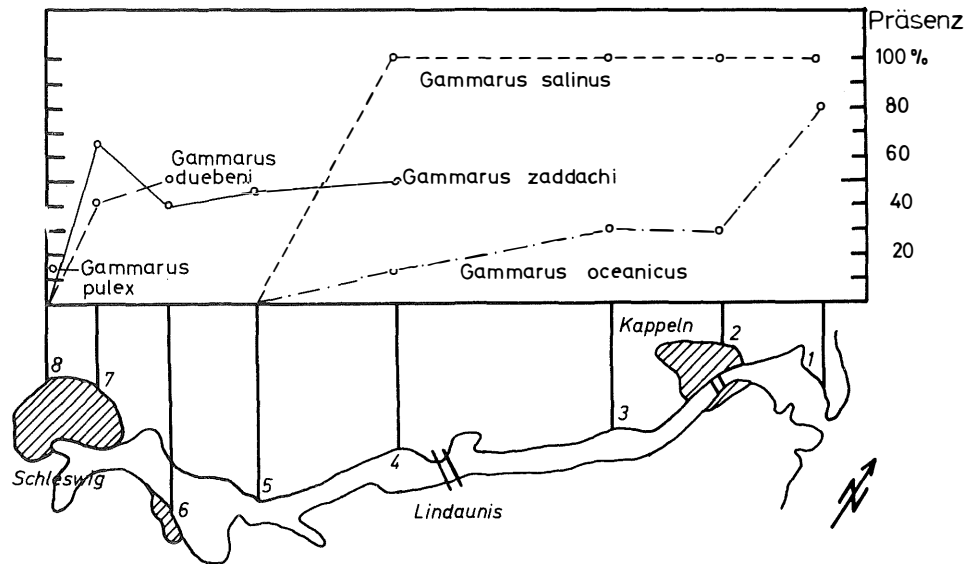 Präsenz
100 %
80
60
40
20
Gammarus salinus
Gammarus
duebeni
Gammarus zaddachi
Gammarus
pulex
Gammarus oceanicus
Kappeln
8
7
6
5
4
3
2
1
Schleswig
Lindaunis
N